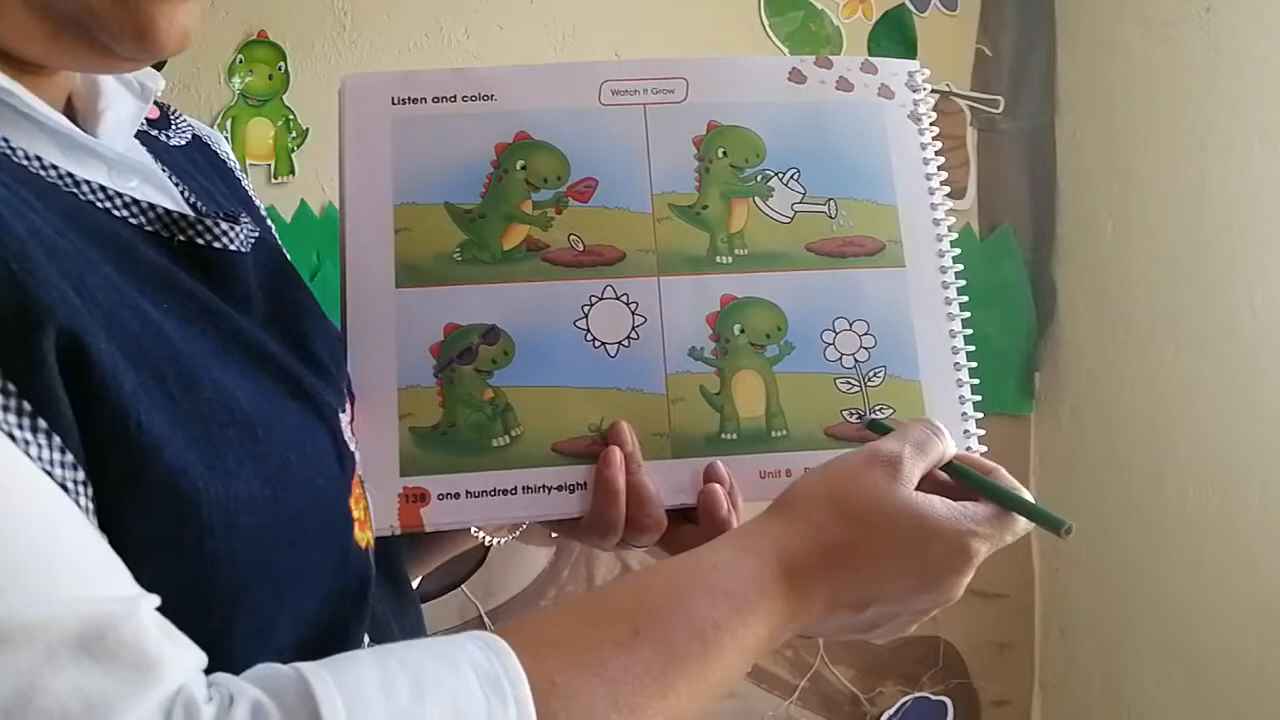 Listen and color.
Watch It Grow
138 one hundred thirty-eight
Unit 8